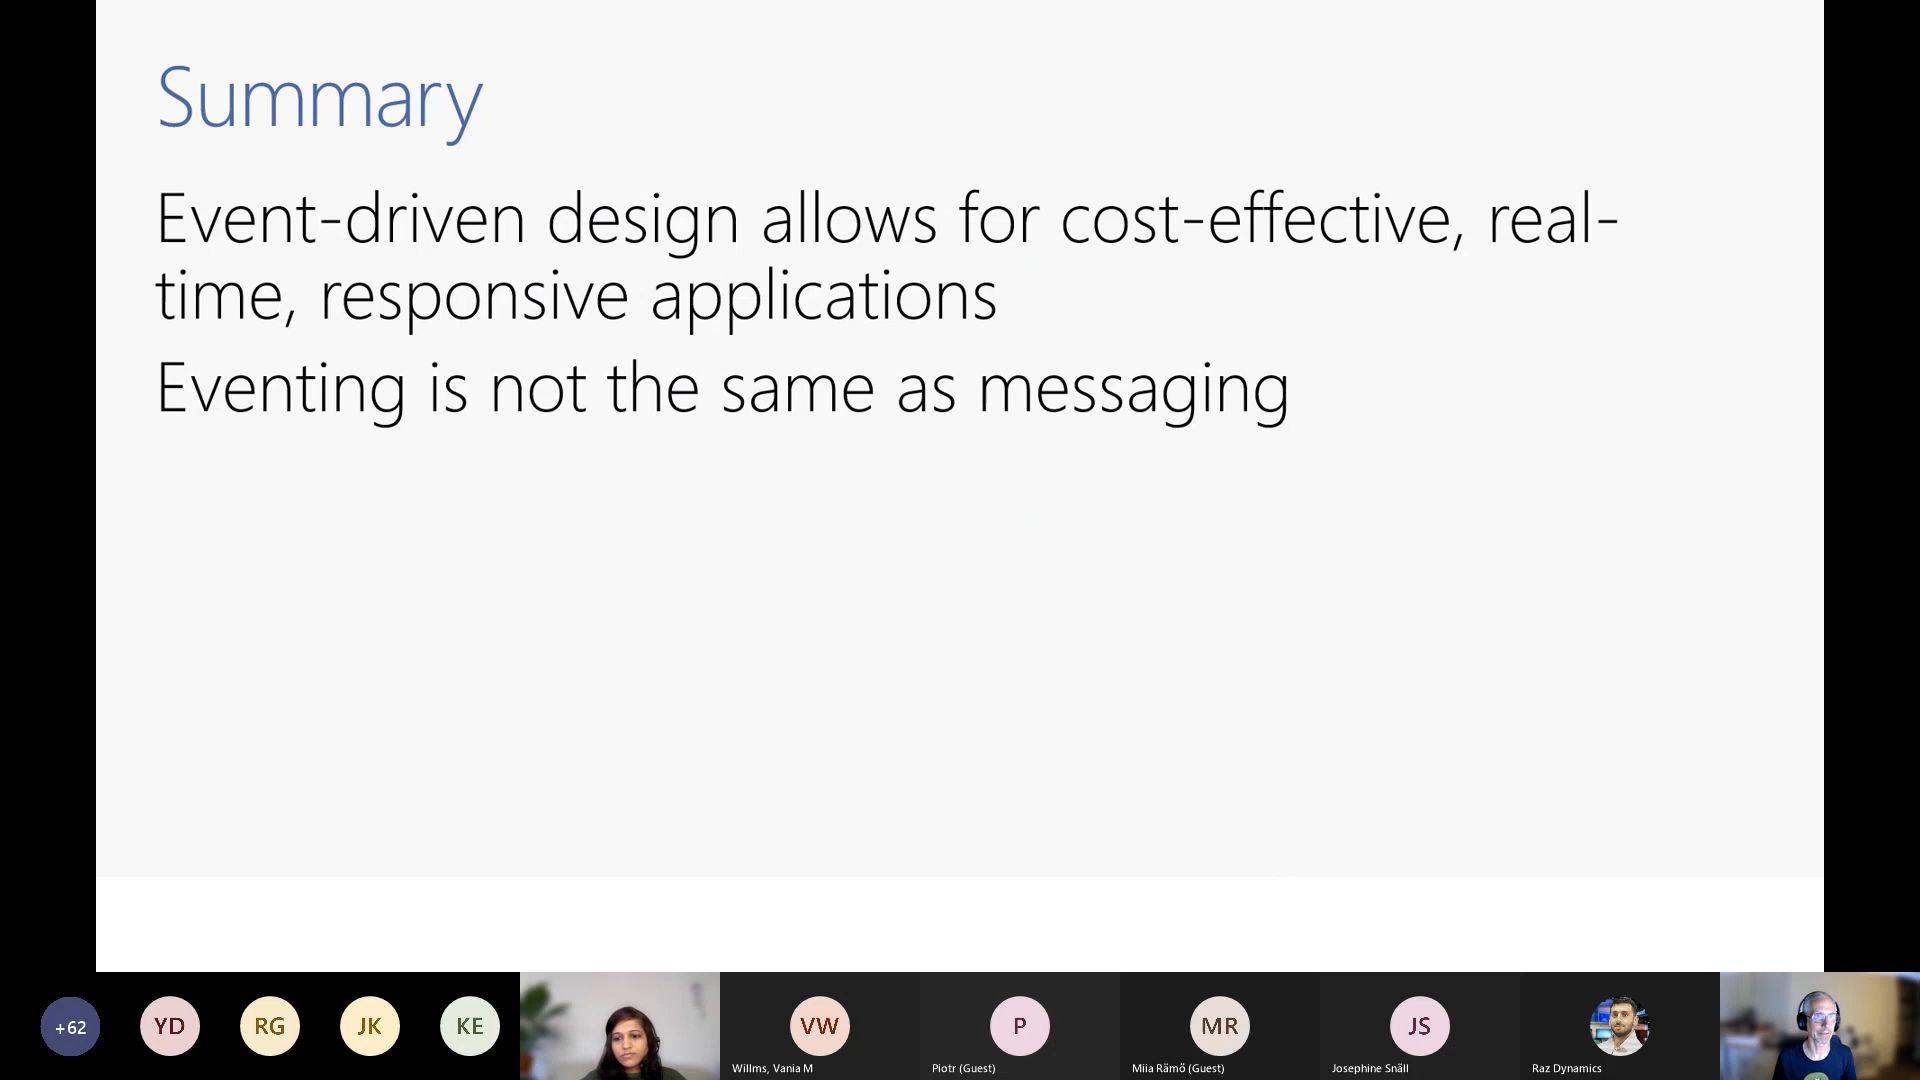 Summary
Event-driven design allows for cost-effective, real-
time, responsive applications
Eventing is not the same as messaging
+62
YD
RG
JK
KE
VW
P
MR
JS
Willms, Vania M
Piotr (Guest)
Miia Rämö (Guest)
Josephine Snäll
Raz Dynamics